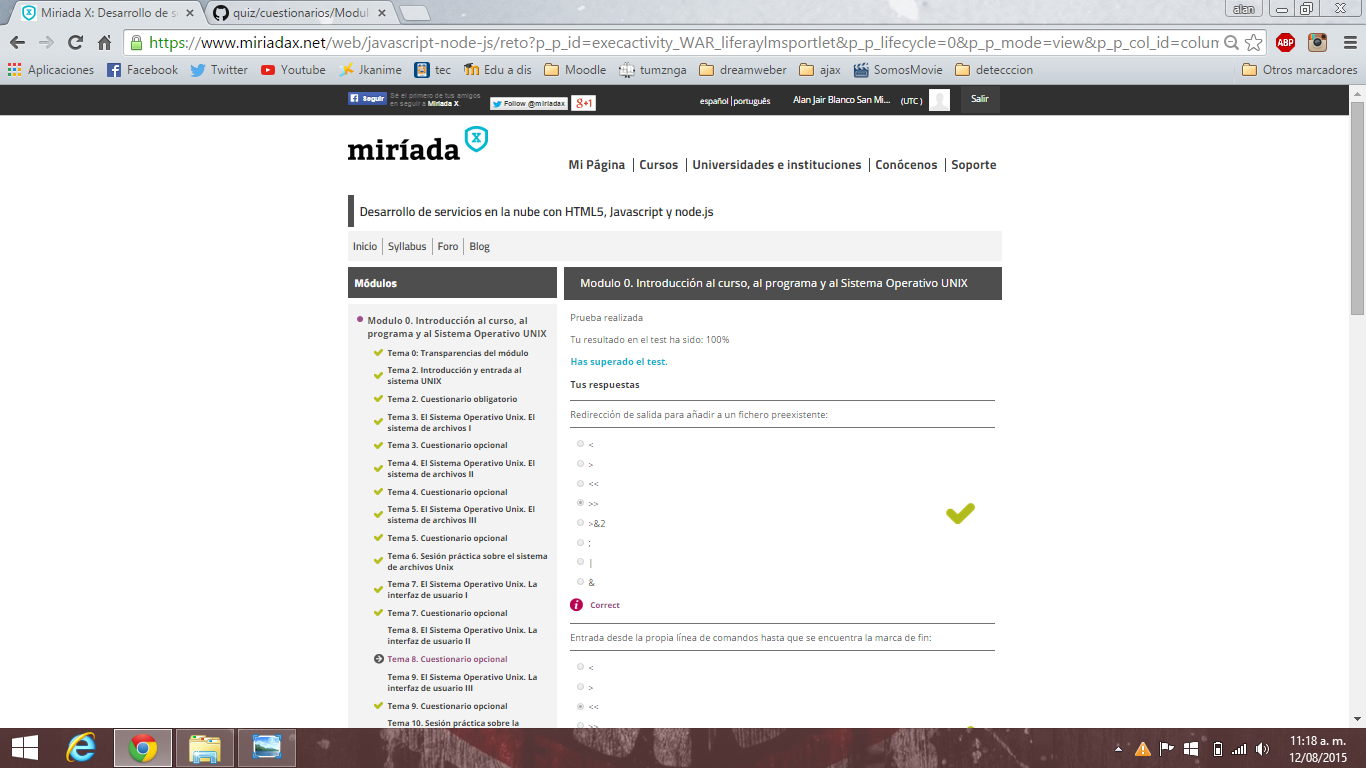 Miriada X: Desarrollo de s
quiz/cuestionarios/Modul
alan
https://www.miriadax.net/web/javascript-node-js/reto?p_p_id=execactivity_WAR_liferaylmsportlet&p_p_lifecycle=0&p_p_mode=view&p_p_col_id=colum
ABP
Aplicaciones Facebook Twitter Youtube Jkanime tec Edu a dis Moodle tumznga dreamweber ajax SomosMovie detecccion Otros marcadores
Seguir
Sé el primero de tus amigos
en seguir a Miriada X
Follow @miriadax
g+1
español | português
Alan Jair Blanco San Mi... (UTC )
Salir
miríada x
Mi Página | Cursos | Universidades e instituciones | Conócenos | Soporte
Desarrollo de servicios en la nube con HTML5, Javascript y node.js
Inicio | Syllabus | Foro | Blog
Módulos
Modulo 0. Introducción al curso, al
programa y al Sistema Operativo UNIX
Tema 0: Transparencias del módulo
Tema 2. Introducción y entrada al
sistema UNIX
Tema 2. Cuestionario obligatorio
Tema 3. El Sistema Operativo Unix. El
sistema de archivos I
Tema 3. Cuestionario opcional
Tema 4. El Sistema Operativo Unix. El
sistema de archivos II
Tema 4. Cuestionario opcional
Tema 5. El Sistema Operativo Unix. El
sistema de archivos III
Tema 5. Cuestionario opcional
Tema 6. Sesión práctica sobre el sistema
de archivos Unix
Tema 7. El Sistema Operativo Unix. La
interfaz de usuario I
Tema 7. Cuestionario opcional
Tema 8. El Sistema Operativo Unix. La
interfaz de usuario II
Tema 8. Cuestionario opcional
Tema 9. El Sistema Operativo Unix. La
interfaz de usuario III
Tema 9. Cuestionario opcional
Tema 10. Sesión práctica sobre la
Modulo 0. Introducción al curso, al programa y al Sistema Operativo UNIX
Prueba realizada
Tu resultado en el test ha sido: 100%
Has superado el test.
Tus respuestas
Redirección de salida para añadir a un fichero preexistente:
<
>
<<
>>
>&2
;
|
&
Correct
Entrada desde la propia línea de comandos hasta que se encuentra la marca de fin:
<
>
<<
>>
11:18 a. m.
12/08/2015